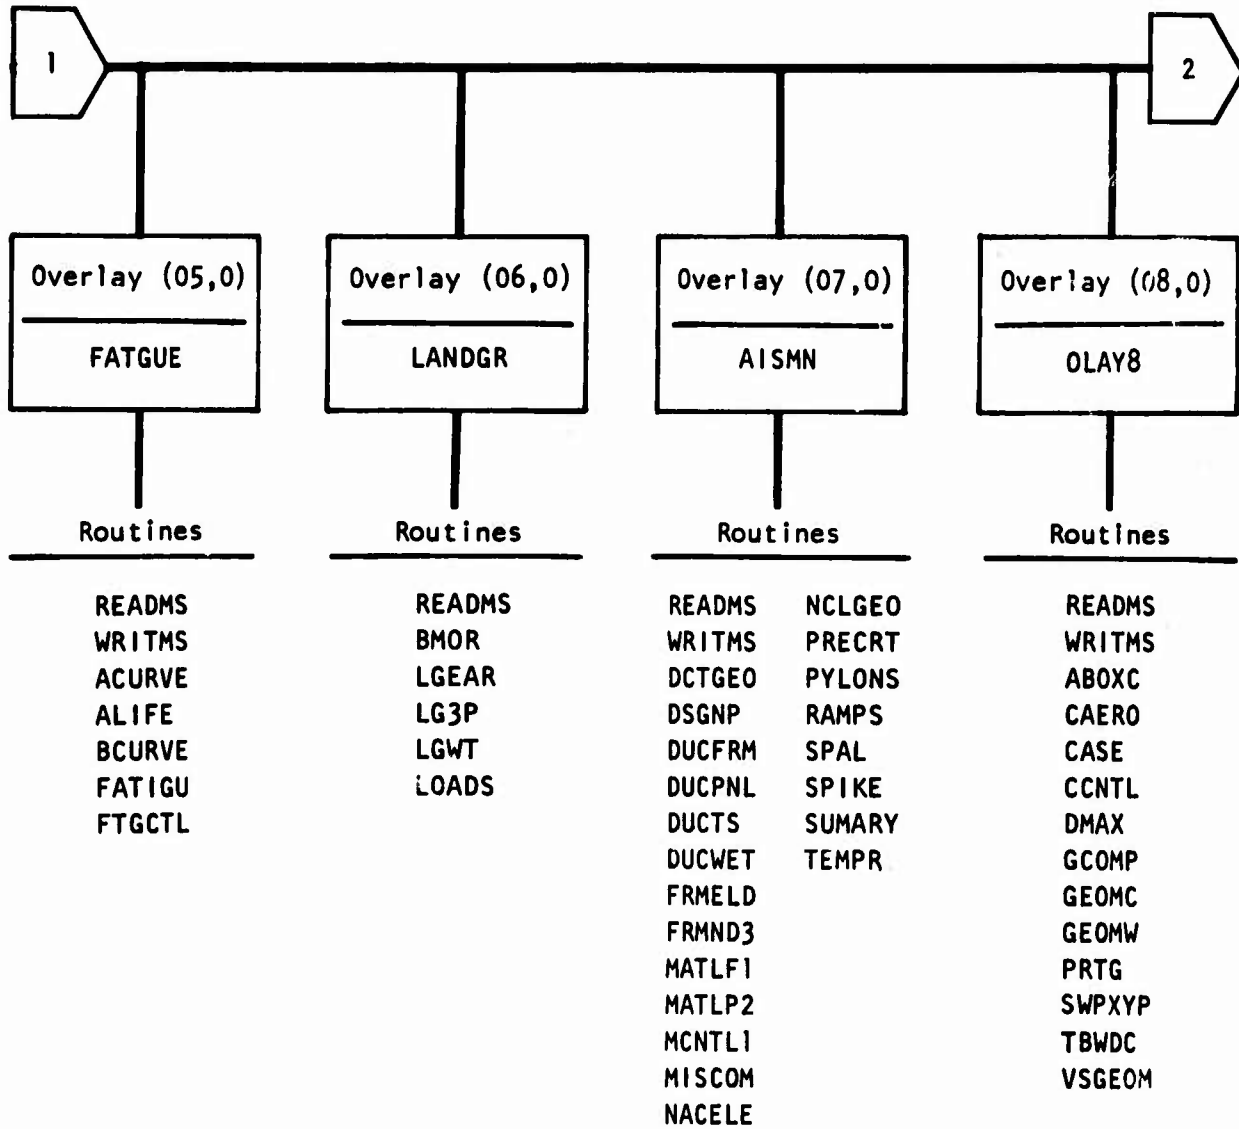 1
2
Overlay (05,0)
FATGUE
Routines
READMS
WRITMS
ACURVE
ALIFE
BCURVE
FATIGU
FTGCTL
Overlay (06,0)
LANDGR
Routines
READMS
BMOR
LGEAR
LG3P
LGWT
LOADS
Overlay (07,0)
AISMN
Routines
READMS
WRITMS
DCTGEO
DSGNP
DUCFRM
DUCPNL
DUCTS
DUCWET
FRMELD
FRMND3
MATLF1
MATLP2
MCNTL1
MISCOM
NACELE
NCLGEO
PRECRT
PYLONS
RAMPS
SPAL
SPIKE
SUMARY
TEMPR
Overlay (08,0)
OLAY8
Routines
READMS
WRITMS
ABOXC
CAERO
CASE
CCNTL
DMAX
GCOMP
GEOMC
GEOMW
PRTG
SWPXYP
TBWDC
VSGEOM